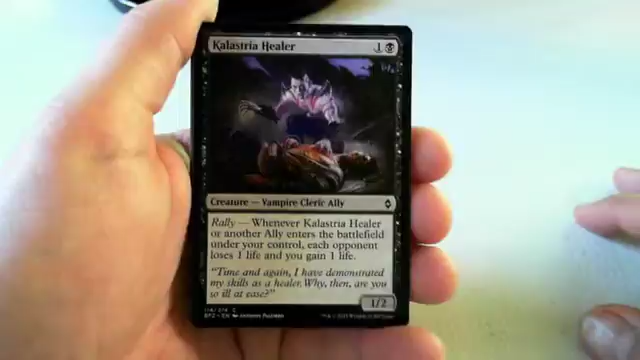 Kalastria Healer 1
Creature — Vampire Cleric Ally
Rally — Whenever Kalastria Healer
or another Ally enters the battlefield
under your control, each opponent
loses 1 life and you gain 1 life.
"Time and again, I have demonstrated
my skills as a healer. Why, then, are you
so ill at ease?"
1/2
BFZ • EN